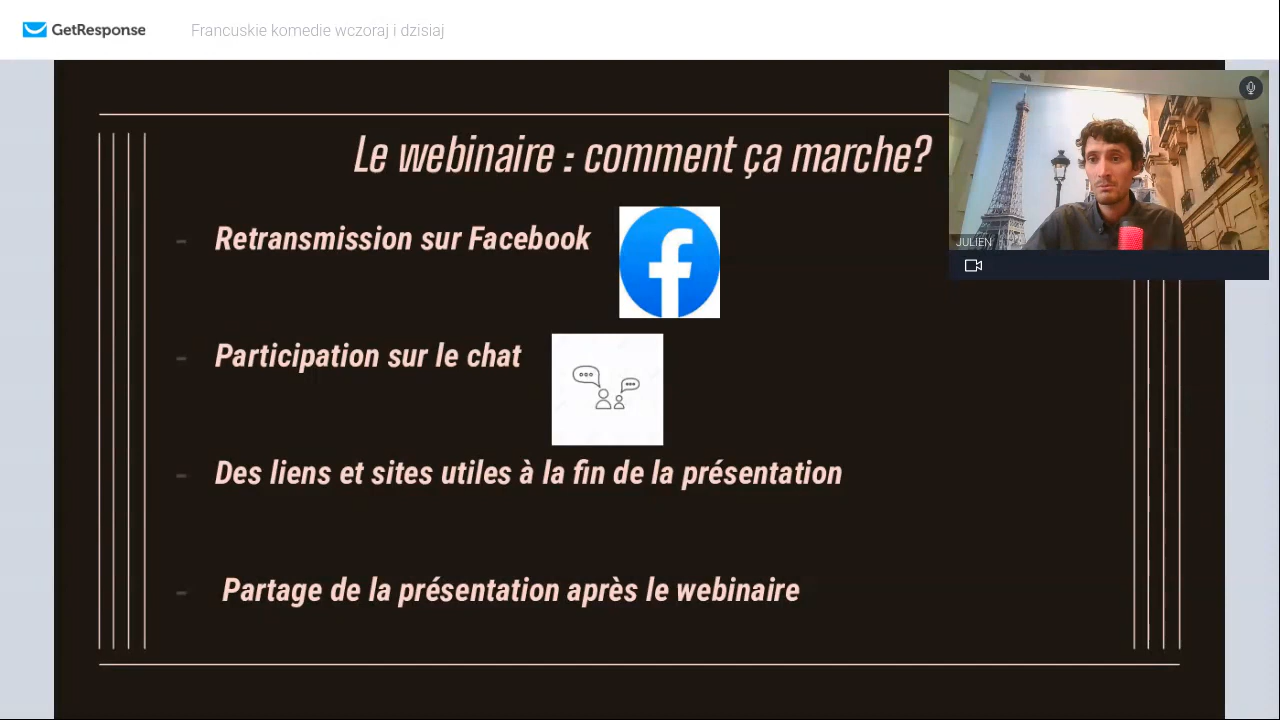 GetResponse
Francuskie komedie wczoraj i dzisiaj
Le webinaire : comment ça marche?
JULIEN
- Retransmission sur Facebook
- Participation sur le chat
- Des liens et sites utiles à la fin de la présentation
- Partage de la présentation après le webinaire